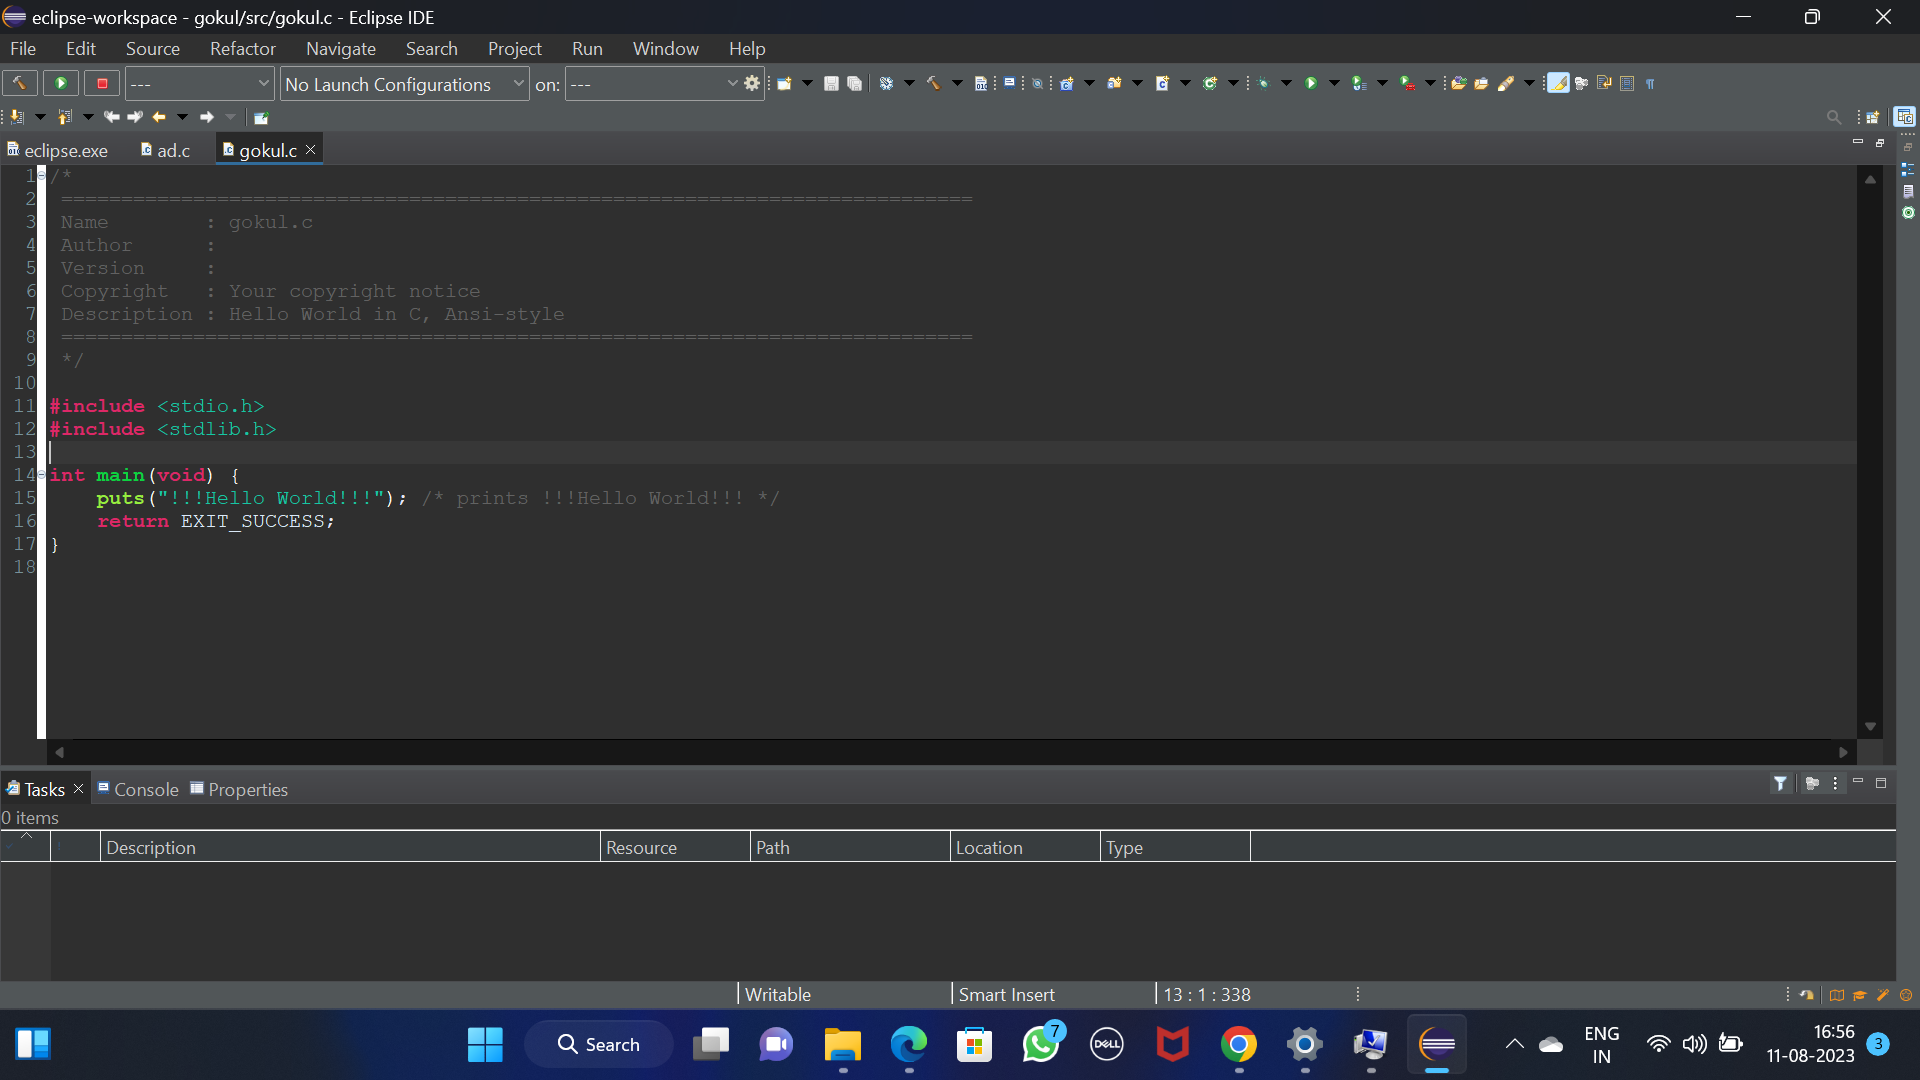 eclipse-workspace - gokul/src/gokul.c - Eclipse IDE
File Edit Source Refactor Navigate Search Project Run Window Help
--- No Launch Configurations on: ---
eclipse.exe ad.c gokul.c
1 /*
2 ============================================================================
3 Name        : gokul.c
4 Author      :
5 Version     :
6 Copyright   : Your copyright notice
7 Description : Hello World in C, Ansi-style
8 ============================================================================
9 */
10
11 #include <stdio.h>
12 #include <stdlib.h>
13
14 int main(void) {
15     puts("!!!Hello World!!!"); /* prints !!!Hello World!!! */
16     return EXIT_SUCCESS;
17 }
18
Tasks Console Properties
0 items
Description Resource Path Location Type
Writable Smart Insert 13 : 1 : 338
Search 7 DELL ENG 16:56
IN 11-08-2023 3